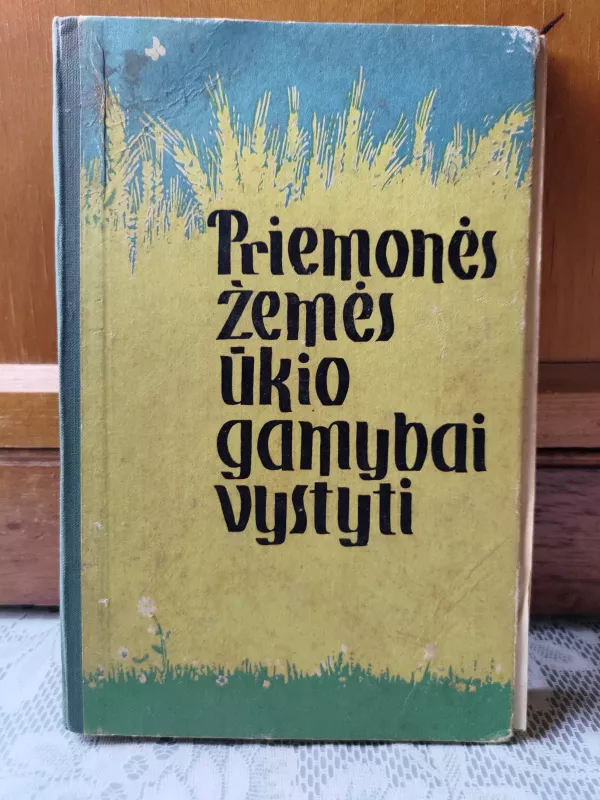 Priemonės
žemės
ūkio
gamybai
vystyti